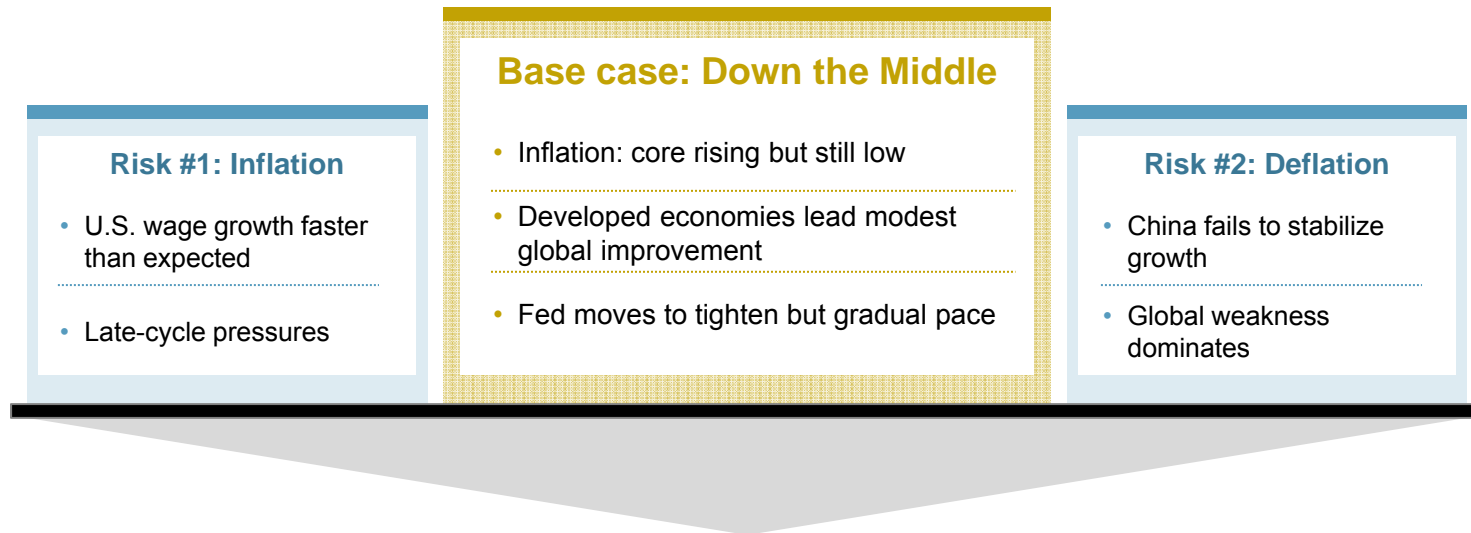 Base case: Down the Middle
• Inflation: core rising but still low
• Developed economies lead modest
global improvement
• Fed moves to tighten but gradual pace
Risk #1: Inflation
• U.S. wage growth faster
than expected
• Late-cycle pressures
Risk #2: Deflation
• China fails to stabilize
growth
• Global weakness
dominates